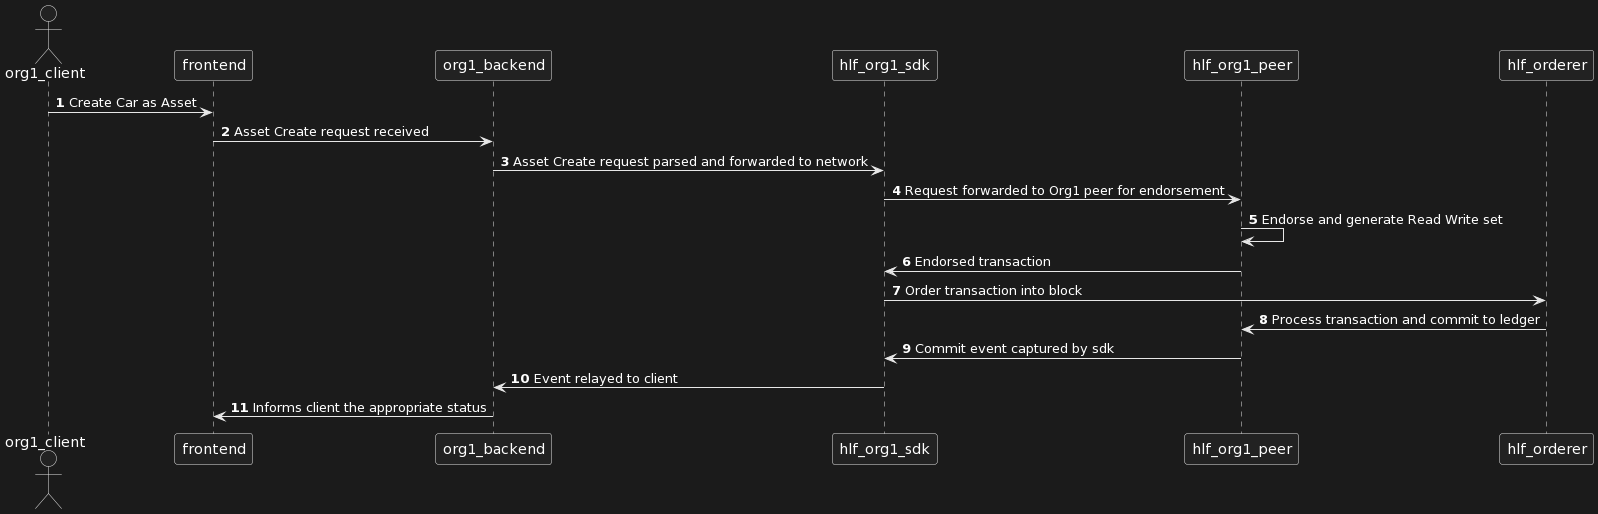 org1_client
frontend
org1_backend
hlf_org1_sdk
hlf_org1_peer
hlf_orderer
1 Create Car as Asset
2 Asset Create request received
3 Asset Create request parsed and forwarded to network
4 Request forwarded to Org1 peer for endorsement
5 Endorse and generate Read Write set
6 Endorsed transaction
7 Order transaction into block
8 Process transaction and commit to ledger
9 Commit event captured by sdk
10 Event relayed to client
11 Informs client the appropriate status
org1_client
frontend
org1_backend
hlf_org1_sdk
hlf_org1_peer
hlf_orderer